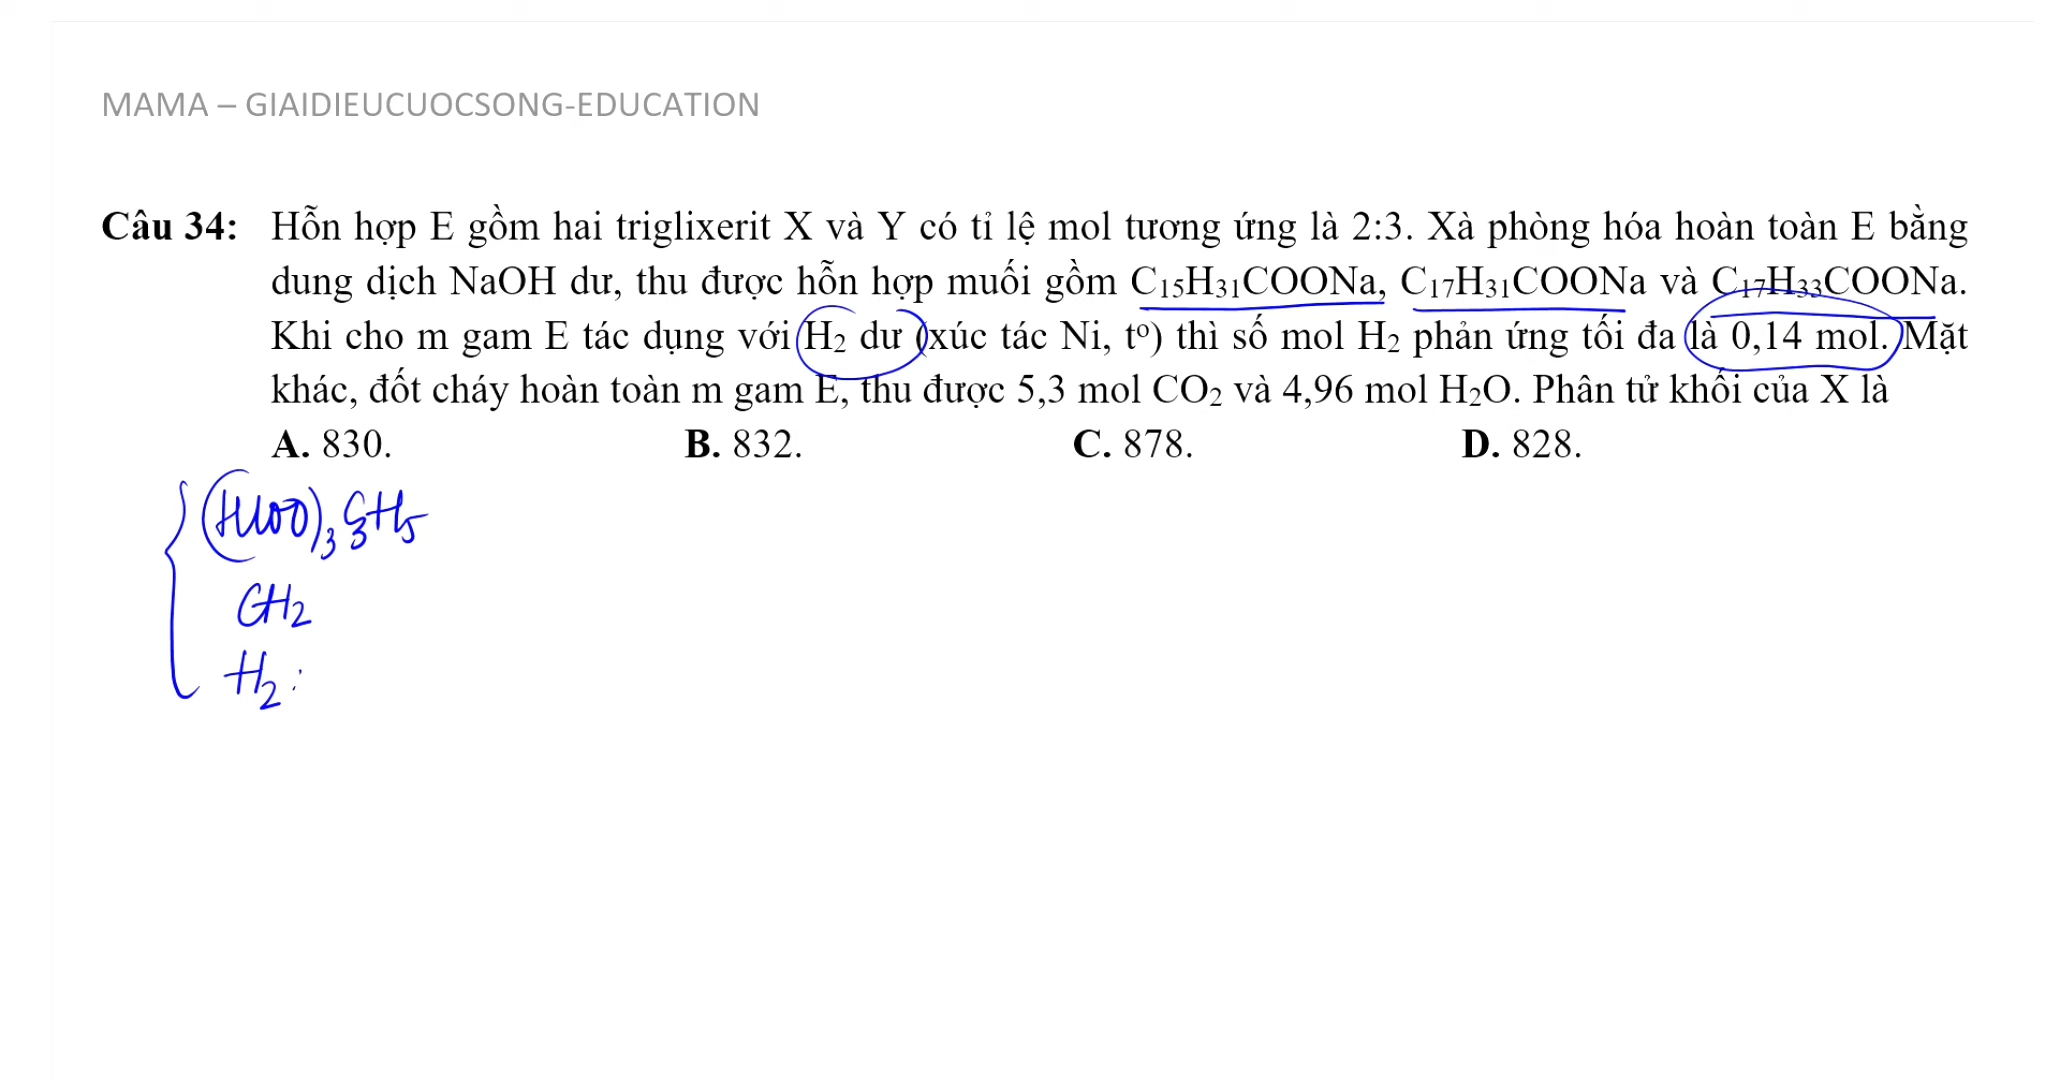 MAMA – GIAIDIEUCUOCSONG-EDUCATION
Câu 34: Hỗn hợp E gồm hai triglixerit X và Y có tỉ lệ mol tương ứng là 2:3. Xà phòng hóa hoàn toàn E bằng
dung dịch NaOH dư, thu được hỗn hợp muối gồm C₁₅H₃₁COONa, C₁₇H₃₁COONa và C₁₇H₃₃COONa.
Khi cho m gam E tác dụng với H₂ dư (xúc tác Ni, tº) thì số mol H₂ phản ứng tối đa là 0,14 mol. Mặt
khác, đốt cháy hoàn toàn m gam E, thu được 5,3 mol CO₂ và 4,96 mol H₂O. Phân tử khối của X là
A. 830. B. 832. C. 878. D. 828.
(HCOO)₃C₃H₅
CH₂
H₂: